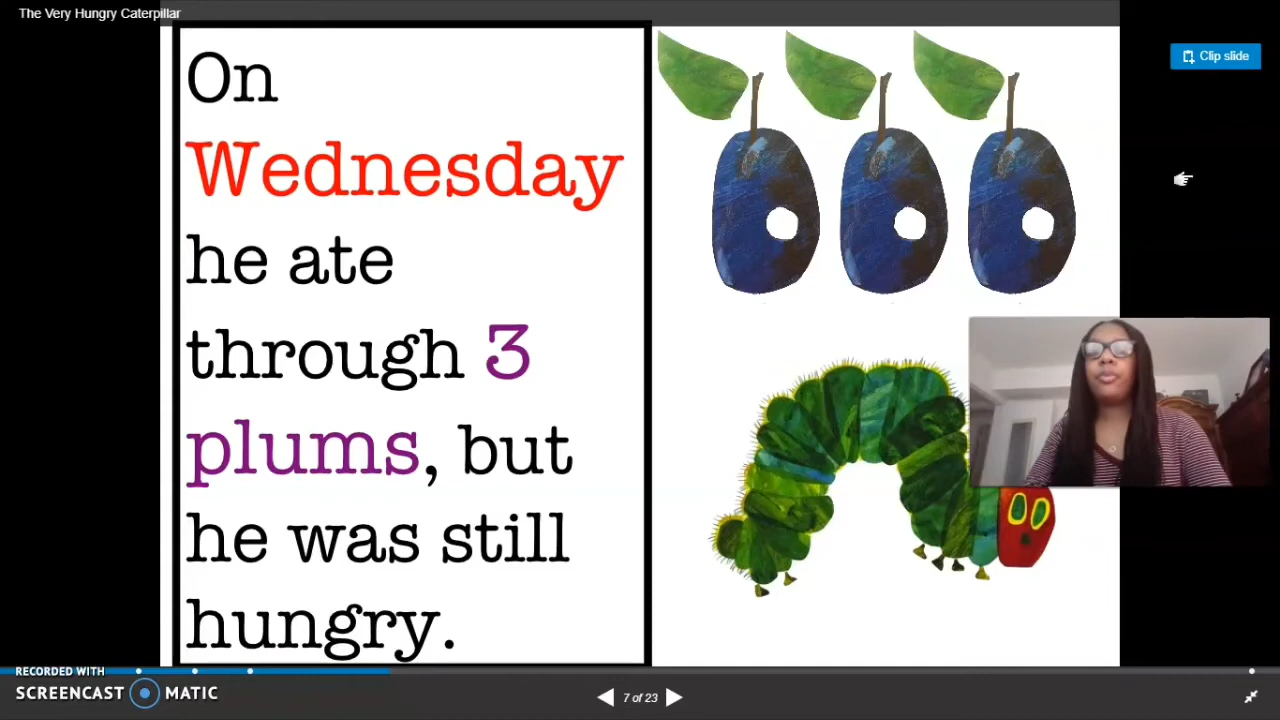 The Very Hungry Caterpillar
Clip slide
On
Wednesday
he ate
through 3
plums, but
he was still
hungry.
RECORDED WITH
SCREENCAST MATIC
7 of 23